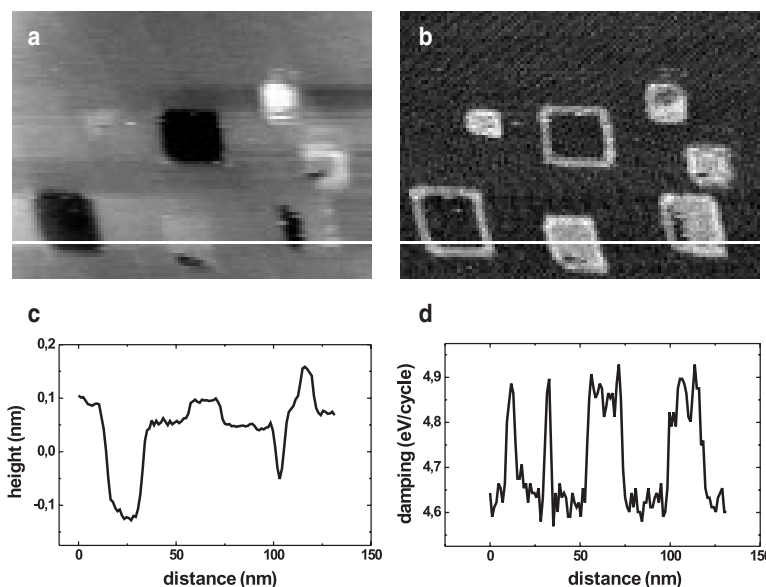 a
b
c
0,2
0,1
0,0
-0,1
height (nm)
0
50
100
150
distance (nm)
d
4,9
4,8
4,7
4,6
damping (eV/cycle)
0
50
100
150
distance (nm)